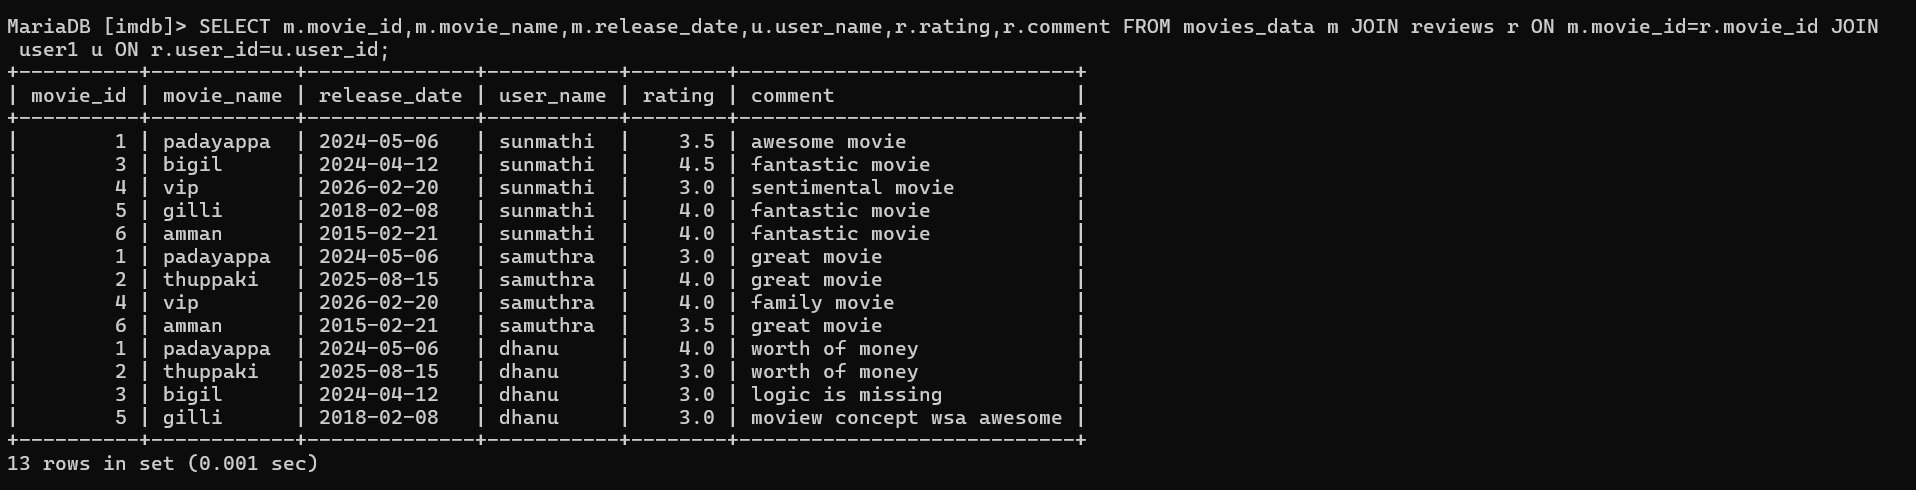 MariaDB [imdb]> SELECT m.movie_id,m.movie_name,m.release_date,u.user_name,r.rating,r.comment FROM movies_data m JOIN reviews r ON m.movie_id=r.movie_id JOIN
 user1 u ON r.user_id=u.user_id;
+----------+------------+--------------+-----------+--------+----------------------------+
| movie_id | movie_name | release_date | user_name | rating | comment                    |
+----------+------------+--------------+-----------+--------+----------------------------+
|        1 | padayappa  | 2024-05-06   | sunmathi  |    3.5 | awesome movie              |
|        3 | bigil      | 2024-04-12   | sunmathi  |    4.5 | fantastic movie            |
|        4 | vip        | 2026-02-20   | sunmathi  |    3.0 | sentimental movie          |
|        5 | gilli      | 2018-02-08   | sunmathi  |    4.0 | fantastic movie            |
|        6 | amman      | 2015-02-21   | sunmathi  |    4.0 | fantastic movie            |
|        1 | padayappa  | 2024-05-06   | samuthra  |    3.0 | great movie                |
|        2 | thuppaki   | 2025-08-15   | samuthra  |    4.0 | great movie                |
|        4 | vip        | 2026-02-20   | samuthra  |    4.0 | family movie               |
|        6 | amman      | 2015-02-21   | samuthra  |    3.5 | great movie                |
|        1 | padayappa  | 2024-05-06   | dhanu     |    4.0 | worth of money             |
|        2 | thuppaki   | 2025-08-15   | dhanu     |    3.0 | worth of money             |
|        3 | bigil      | 2024-04-12   | dhanu     |    3.0 | logic is missing           |
|        5 | gilli      | 2018-02-08   | dhanu     |    3.0 | moview concept wsa awesome |
+----------+------------+--------------+-----------+--------+----------------------------+
13 rows in set (0.001 sec)